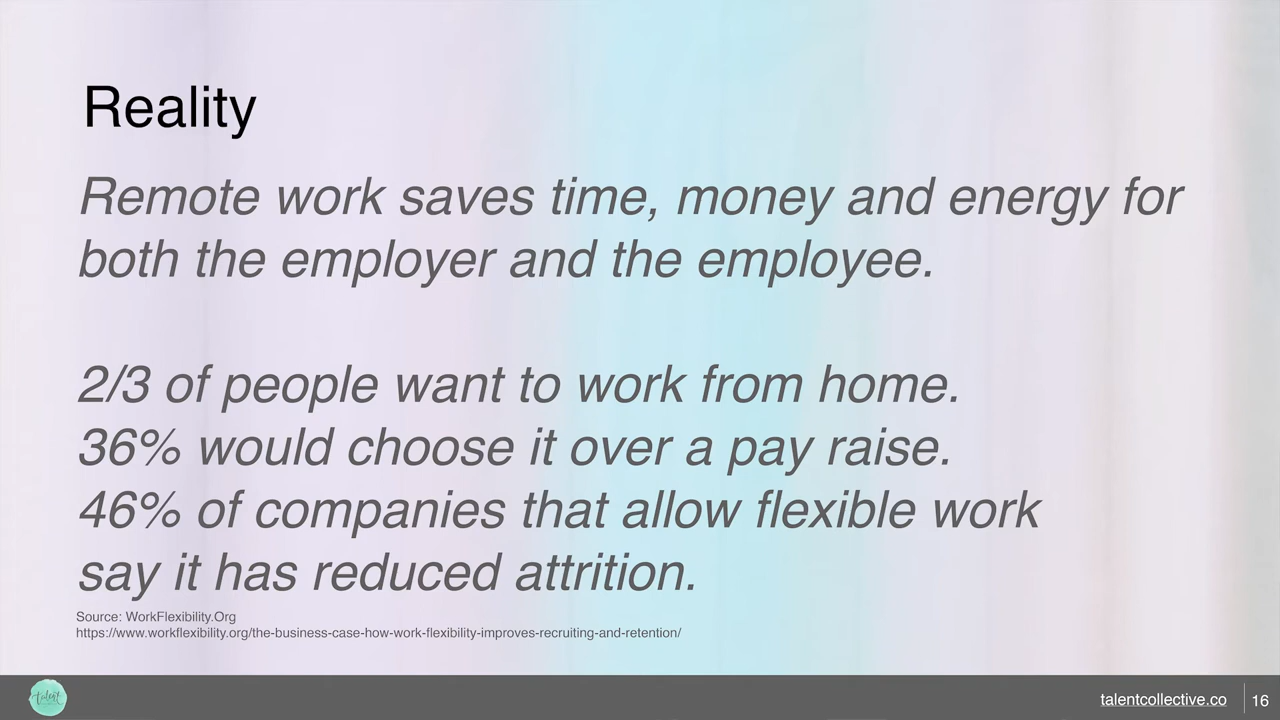 Reality
Remote work saves time, money and energy for
both the employer and the employee.
2/3 of people want to work from home.
36% would choose it over a pay raise.
46% of companies that allow flexible work
say it has reduced attrition.
Source: WorkFlexibility.Org
https://www.workflexibility.org/the-business-case-how-work-flexibility-improves-recruiting-and-retention/
talent
talentcollective.co
16